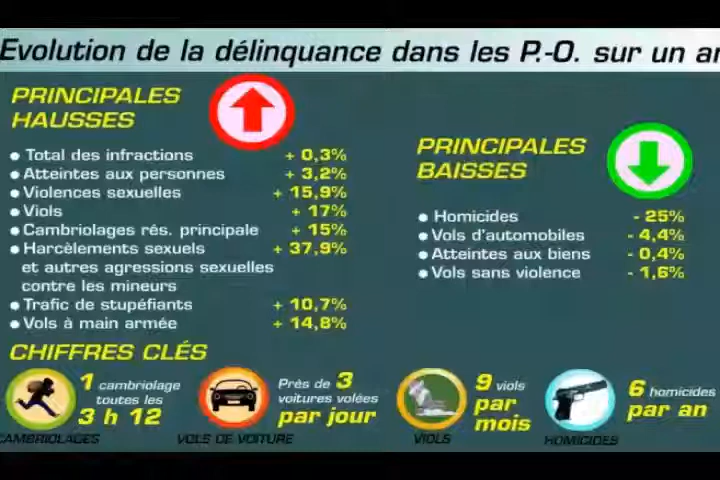 Evolution de la délinquance dans les P.-O. sur un an
PRINCIPALES
HAUSSES
• Total des infractions + 0,3%
• Atteintes aux personnes + 3,2%
• Violences sexuelles + 15,9%
• Viols + 17%
• Cambriolages rés. principale + 15%
• Harcèlements sexuels + 37,9%
et autres agressions sexuelles
contre les mineurs
• Trafic de stupéfiants + 10,7%
• Vols à main armée + 14,8%
PRINCIPALES
BAISSES
• Homicides - 25%
• Vols d'automobiles - 4,4%
• Atteintes aux biens - 0,4%
• Vols sans violence - 1,6%
CHIFFRES CLÉS
1 cambriolage
toutes les
3 h 12
CAMBRIOLAGES
Près de 3
voitures volées
par jour
VOLS DE VOITURE
9 viols
par
mois
VIOLS
6 homicides
par an
HOMICIDES